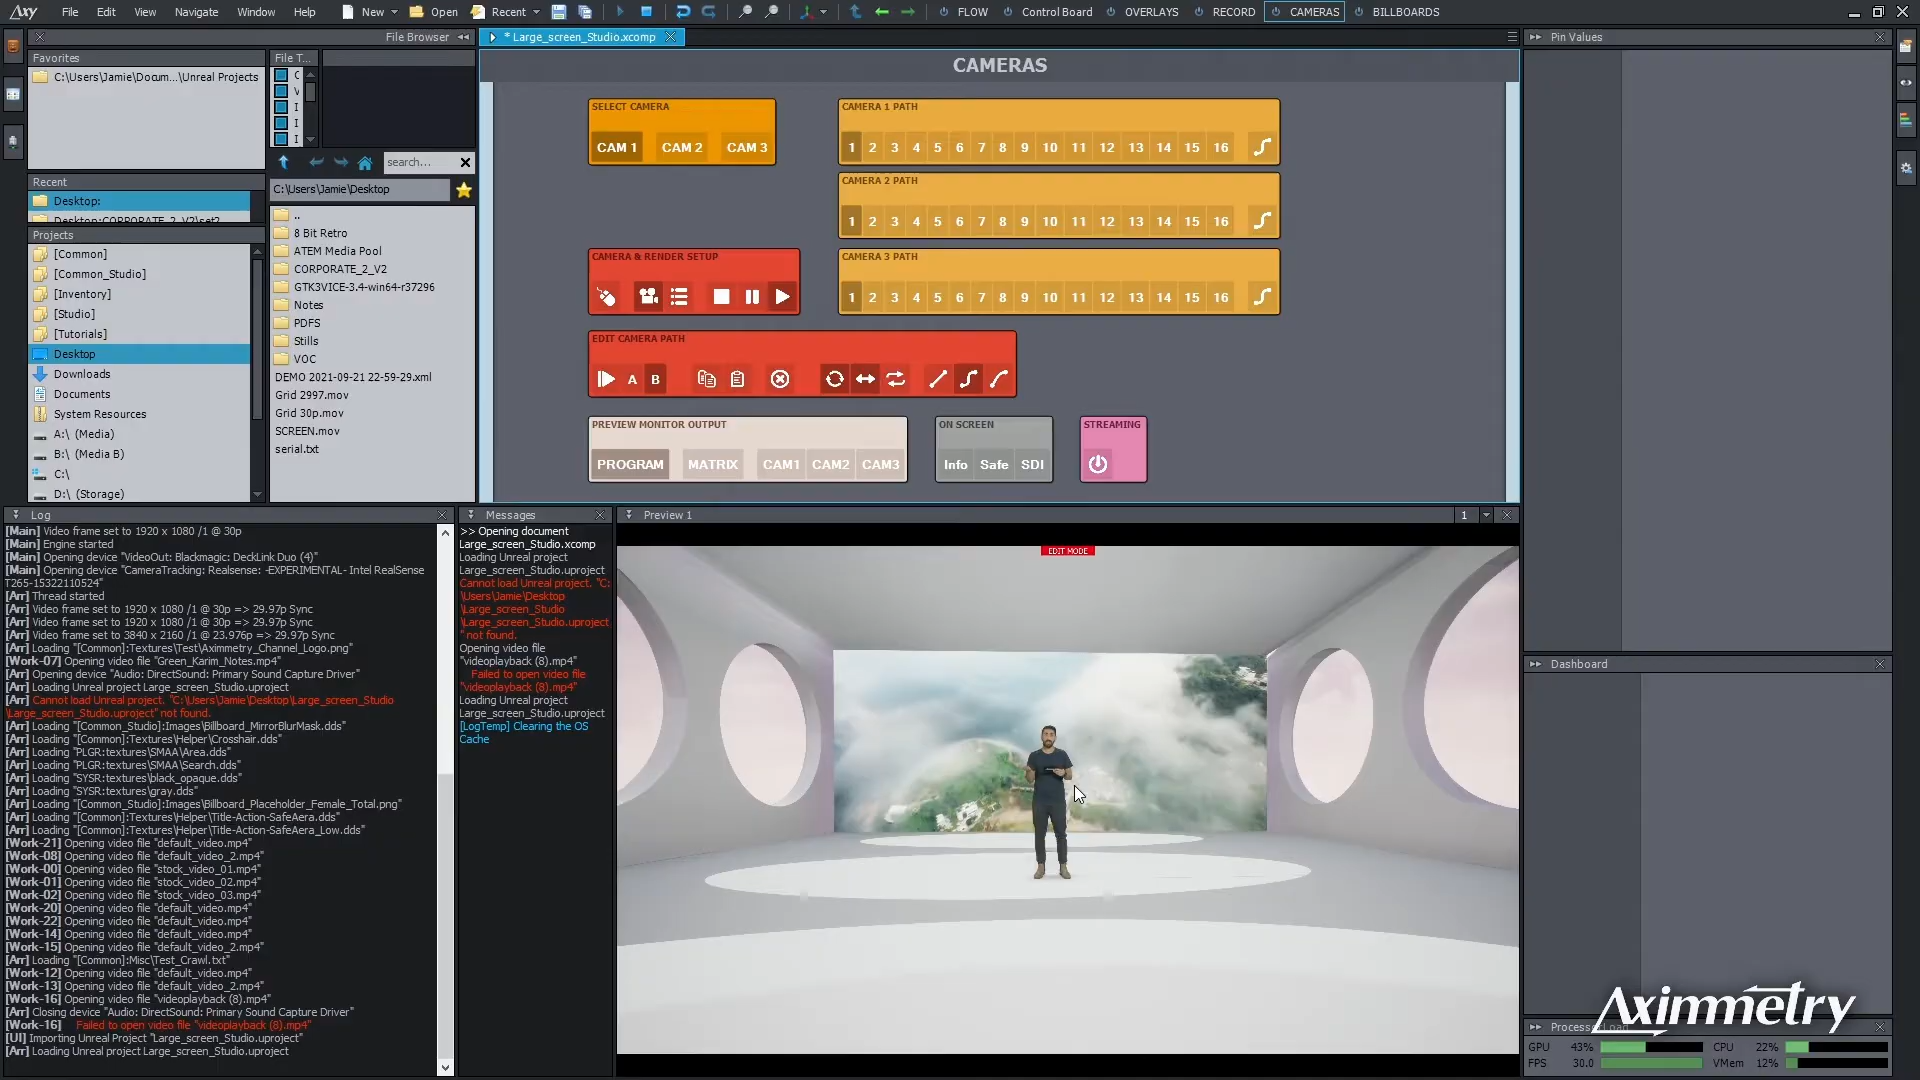 Axy File Edit View Navigate Window Help New Open Recent FLOW Control Board OVERLAYS RECORD CAMERAS BILLBOARDS
File Browser
* Large_screen_Studio.xcomp
Pin Values
Favorites
C:\Users\Jamie\Docum...\Unreal Projects
Recent
Desktop:
Desktop:CORPORATE_2_V2\set2
Projects
[Common]
[Common_Studio]
[Inventory]
[Studio]
[Tutorials]
Desktop
Downloads
Documents
System Resources
A:\ (Media)
B:\ (Media B)
C:\
D:\ (Storage)
File T...
search...
C:\Users\Jamie\Desktop
..
8 Bit Retro
ATEM Media Pool
CORPORATE_2_V2
GTK3VICE-3.4-win64-r37296
Notes
PDFS
Stills
VOC
DEMO 2021-09-21 22-59-29.xml
Grid 2997.mov
Grid 30p.mov
SCREEN.mov
serial.txt
CAMERAS
SELECT CAMERA
CAM 1 CAM 2 CAM 3
CAMERA 1 PATH
1 2 3 4 5 6 7 8 9 10 11 12 13 14 15 16
CAMERA 2 PATH
1 2 3 4 5 6 7 8 9 10 11 12 13 14 15 16
CAMERA & RENDER SETUP
CAMERA 3 PATH
1 2 3 4 5 6 7 8 9 10 11 12 13 14 15 16
EDIT CAMERA PATH
A B
PREVIEW MONITOR OUTPUT
PROGRAM MATRIX CAM1 CAM2 CAM3
ON SCREEN
Info Safe SDI
STREAMING
Log
[Main] Video frame set to 1920 x 1080 /1 @ 30p
[Main] Engine started
[Main] Opening device "VideoOut: Blackmagic: DeckLink Duo (4)"
[Main] Opening device "CameraTracking: Realsense: -EXPERIMENTAL- Intel RealSense
T265-15322110524"
[Arr] Thread started
[Arr] Video frame set to 1920 x 1080 /1 @ 30p => 29.97p Sync
[Arr] Video frame set to 1920 x 1080 /1 @ 30p => 29.97p Sync
[Arr] Video frame set to 3840 x 2160 /1 @ 23.976p => 29.97p Sync
[Arr] Loading "[Common]:Textures\Test\Aximmetry_Channel_Logo.png"
[Work-07] Opening video file "Green_Karim_Notes.mp4"
[Arr] Opening device "Audio: DirectSound: Primary Sound Capture Driver"
[Arr] Loading Unreal project Large_screen_Studio.uproject
[Arr] Cannot load Unreal project. "C:\Users\Jamie\Desktop\Large_screen_Studio
\Large_screen_Studio.uproject" not found.
[Arr] Loading "[Common_Studio]:Images\Billboard_MirrorBlurMask.dds"
[Arr] Loading "[Common]:Textures\Helper\Crosshair.dds"
[Arr] Loading "PLGR:textures\SMAA\Area.dds"
[Arr] Loading "PLGR:textures\SMAA\Search.dds"
[Arr] Loading "SYSR:textures\black_opaque.dds"
[Arr] Loading "SYSR:textures\gray.dds"
[Arr] Loading "[Common_Studio]:Images\Billboard_Placeholder_Female_Total.png"
[Arr] Loading "[Common]:Textures\Helper\Title-Action-SafeAera.dds"
[Arr] Loading "[Common]:Textures\Helper\Title-Action-SafeAera_Low.dds"
[Work-21] Opening video file "default_video.mp4"
[Work-08] Opening video file "default_video_2.mp4"
[Work-00] Opening video file "stock_video_01.mp4"
[Work-01] Opening video file "stock_video_02.mp4"
[Work-02] Opening video file "stock_video_03.mp4"
[Work-20] Opening video file "default_video.mp4"
[Work-22] Opening video file "default_video.mp4"
[Work-14] Opening video file "default_video.mp4"
[Work-15] Opening video file "default_video_2.mp4"
[Arr] Loading "[Common]:Misc\Test_Crawl.txt"
[Work-12] Opening video file "default_video.mp4"
[Work-13] Opening video file "default_video_2.mp4"
[Work-16] Opening video file "videoplayback (8).mp4"
[Arr] Closing device "Audio: DirectSound: Primary Sound Capture Driver"
[Work-16] Failed to open video file "videoplayback (8).mp4"
[UI] Importing Unreal Project "Large_screen_Studio.uproject"
[Arr] Loading Unreal project Large_screen_Studio.uproject
Messages
>> Opening document
Large_screen_Studio.xcomp
Loading Unreal project
Large_screen_Studio.uproject
Cannot load Unreal project. "C:
\Users\Jamie\Desktop
\Large_screen_Studio
\Large_screen_Studio.uproject
" not found.
Opening video file
"videoplayback (8).mp4"
Failed to open video file
"videoplayback (8).mp4"
Loading Unreal project
Large_screen_Studio.uproject
[LogTemp] Clearing the OS
Cache
Preview 1
1
EDIT MODE
Dashboard
Aximmetry
GPU 43% CPU 22%
FPS 30.0 VMem 12%